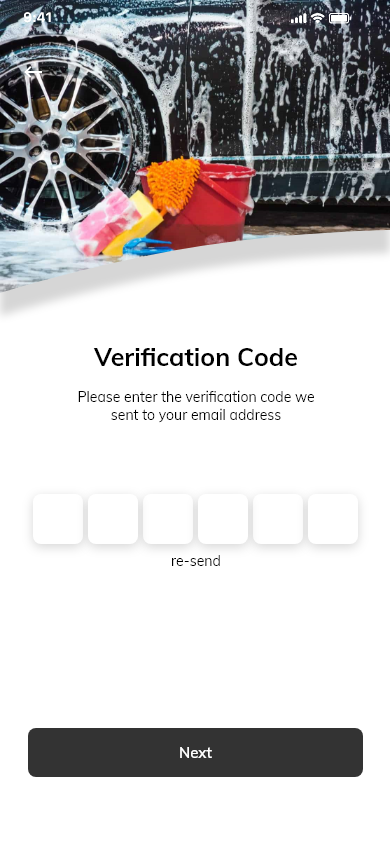 9:41
Verification Code
Please enter the verification code we
sent to your email address
re-send
Next